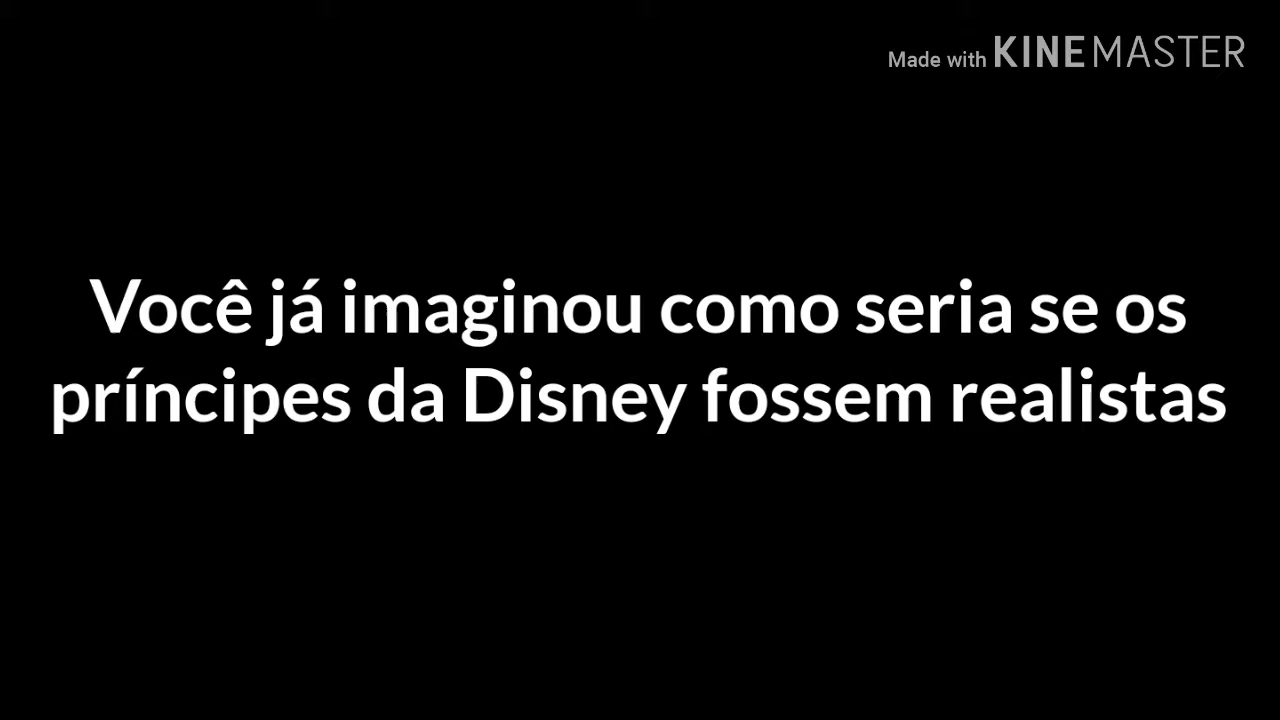 Made with KINEMASTER
Você já imaginou como seria se os
príncipes da Disney fossem realistas